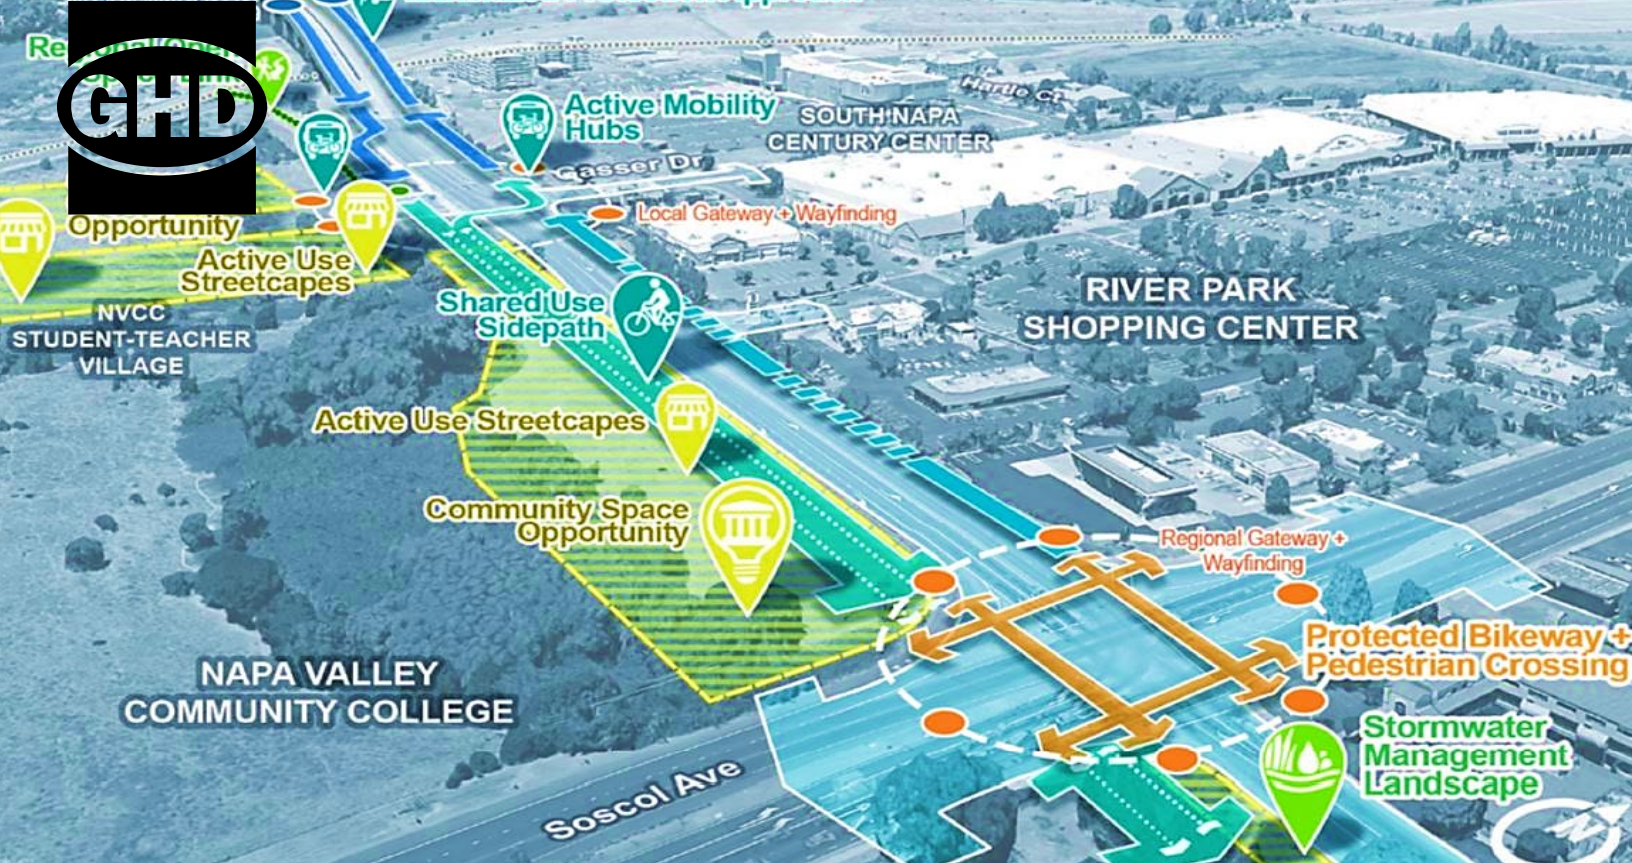 GHD
Active Mobility
Hubs
SOUTH NAPA
CENTURY CENTER
Hartle Ct
Gasser Dr
Local Gateway + Wayfinding
Opportunity
Active Use
Streetcapes
NVCC
STUDENT-TEACHER
VILLAGE
Shared Use
Sidepath
RIVER PARK
SHOPPING CENTER
Active Use Streetcapes
Community Space
Opportunity
Regional Gateway +
Wayfinding
Protected Bikeway +
Pedestrian Crossing
NAPA VALLEY
COMMUNITY COLLEGE
Soscol Ave
Stormwater
Management
Landscape
N